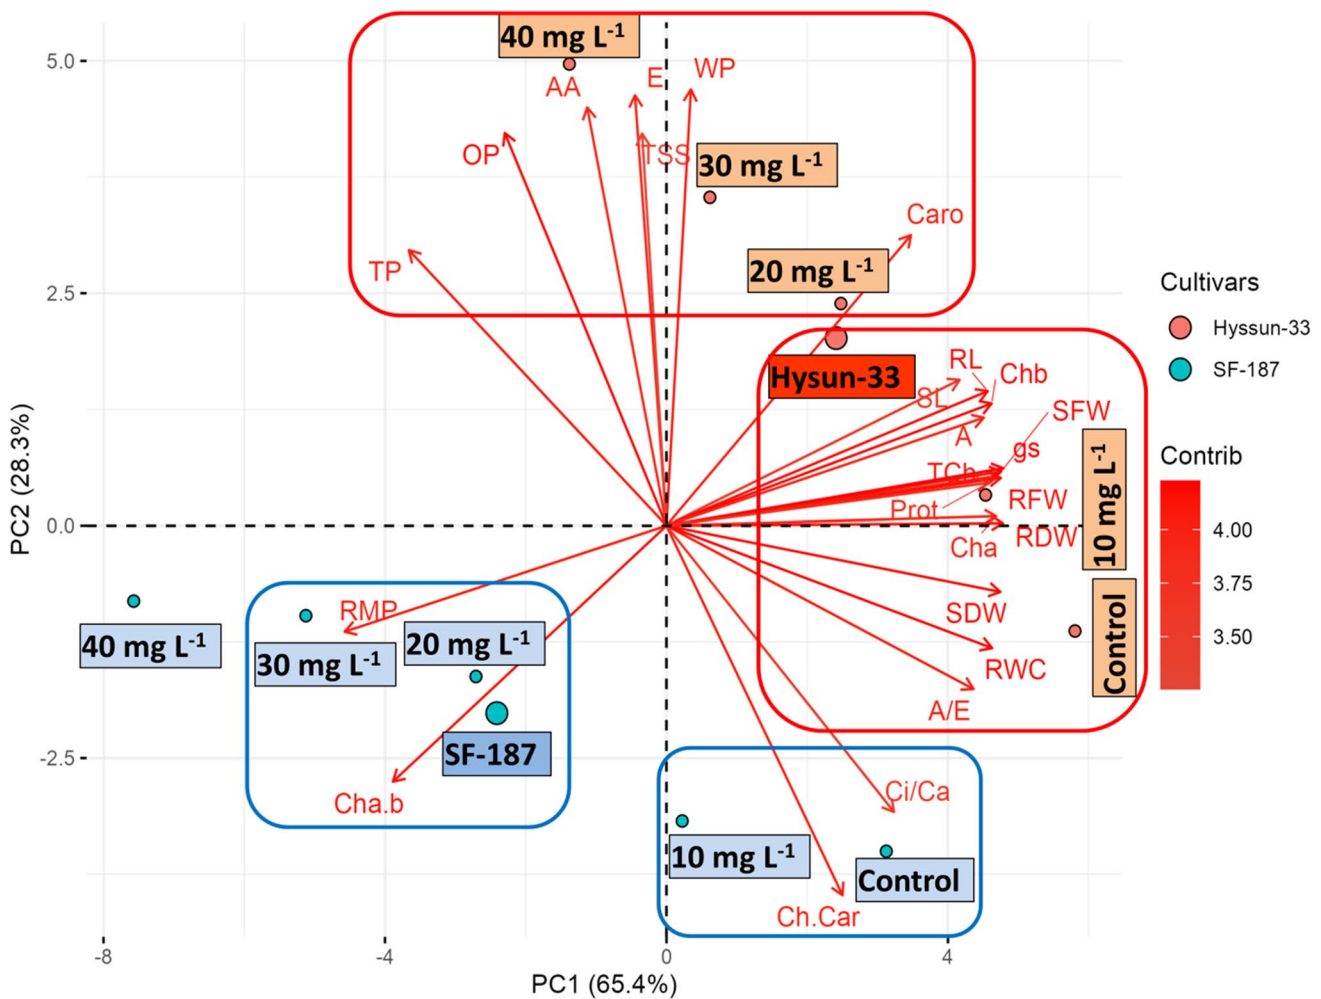 40 mg L-1
E
WP
5.0
AA
OP
TSS
30 mg L-1
Caro
TP
20 mg L-1
2.5
Cultivars
Hyssun-33
SF-187
Hysun-33
RL
Chb
SL
SFW
A
gs
TCh
Prot
RFW
10 mg L-1
Cha
RDW
0.0
PC2 (28.3%)
Contrib
4.00
3.75
3.50
SDW
Control
RWC
A/E
RMP
40 mg L-1
30 mg L-1
20 mg L-1
SF-187
-2.5
Cha.b
Ci/Ca
10 mg L-1
Control
Ch.Car
-8
-4
0
4
PC1 (65.4%)